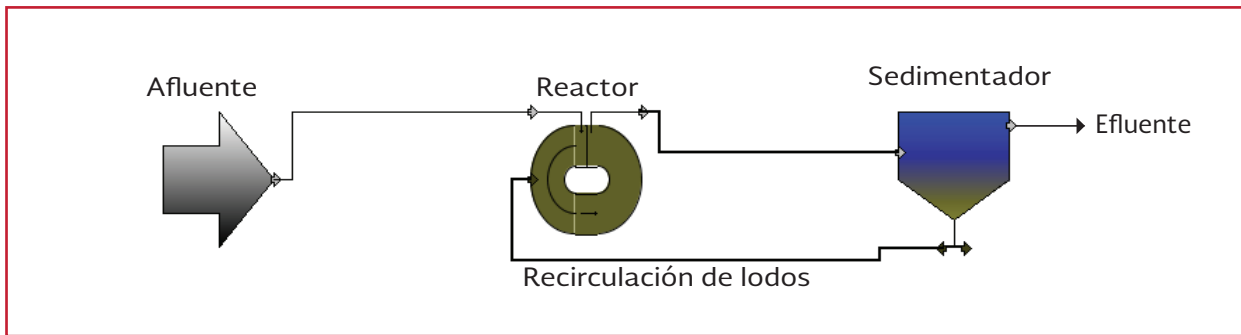 Afluente
Reactor
Sedimentador
Efluente
Recirculación de lodos